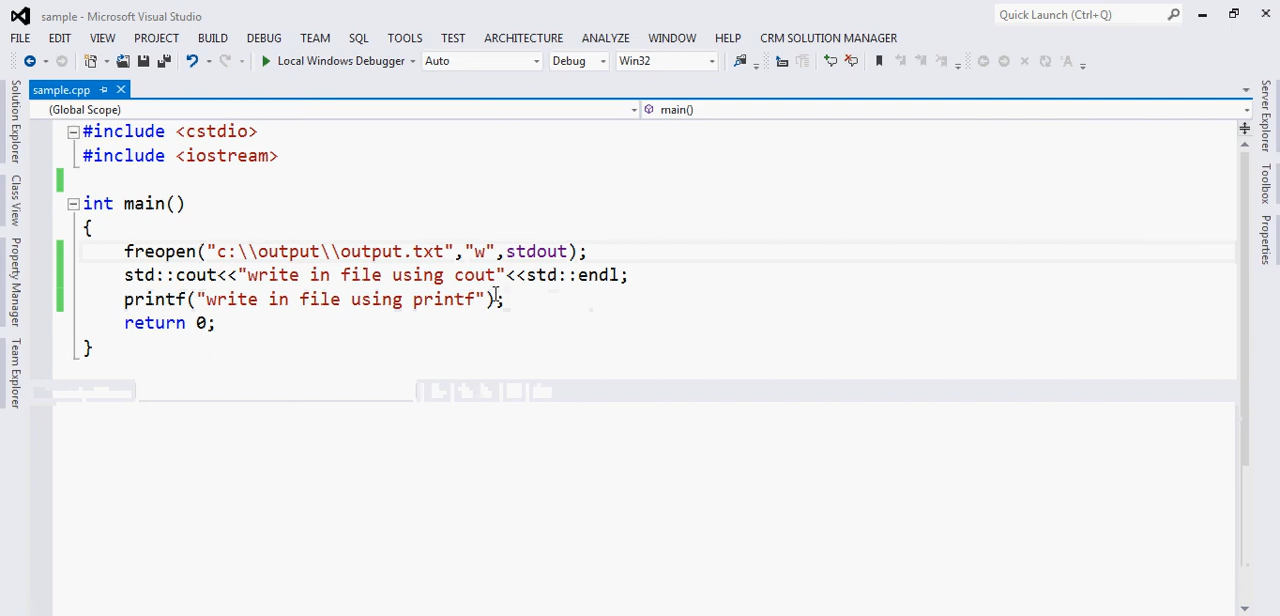 sample - Microsoft Visual Studio
Quick Launch (Ctrl+Q)
FILE EDIT VIEW PROJECT BUILD DEBUG TEAM SQL TOOLS TEST ARCHITECTURE ANALYZE WINDOW HELP CRM SOLUTION MANAGER
Local Windows Debugger Auto Debug Win32
sample.cpp
(Global Scope) main()
#include <cstdio>
#include <iostream>
int main()
{
freopen("c:\\output\\output.txt","w",stdout);
std::cout<<"write in file using cout"<<std::endl;
printf("write in file using printf");
return 0;
}
Solution Explorer
Class View
Property Manager
Team Explorer
Server Explorer
Toolbox
Properties